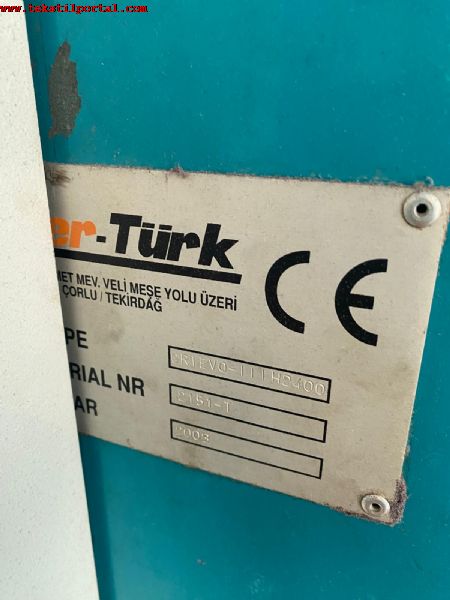 www.tekstilportal.com
er-Türk
MET MEV. VELİ MEŞE YOLU ÜZERİ
ÇORLU / TEKİRDAĞ
CE
PE
RIAL NR 2151-1
AR 2008